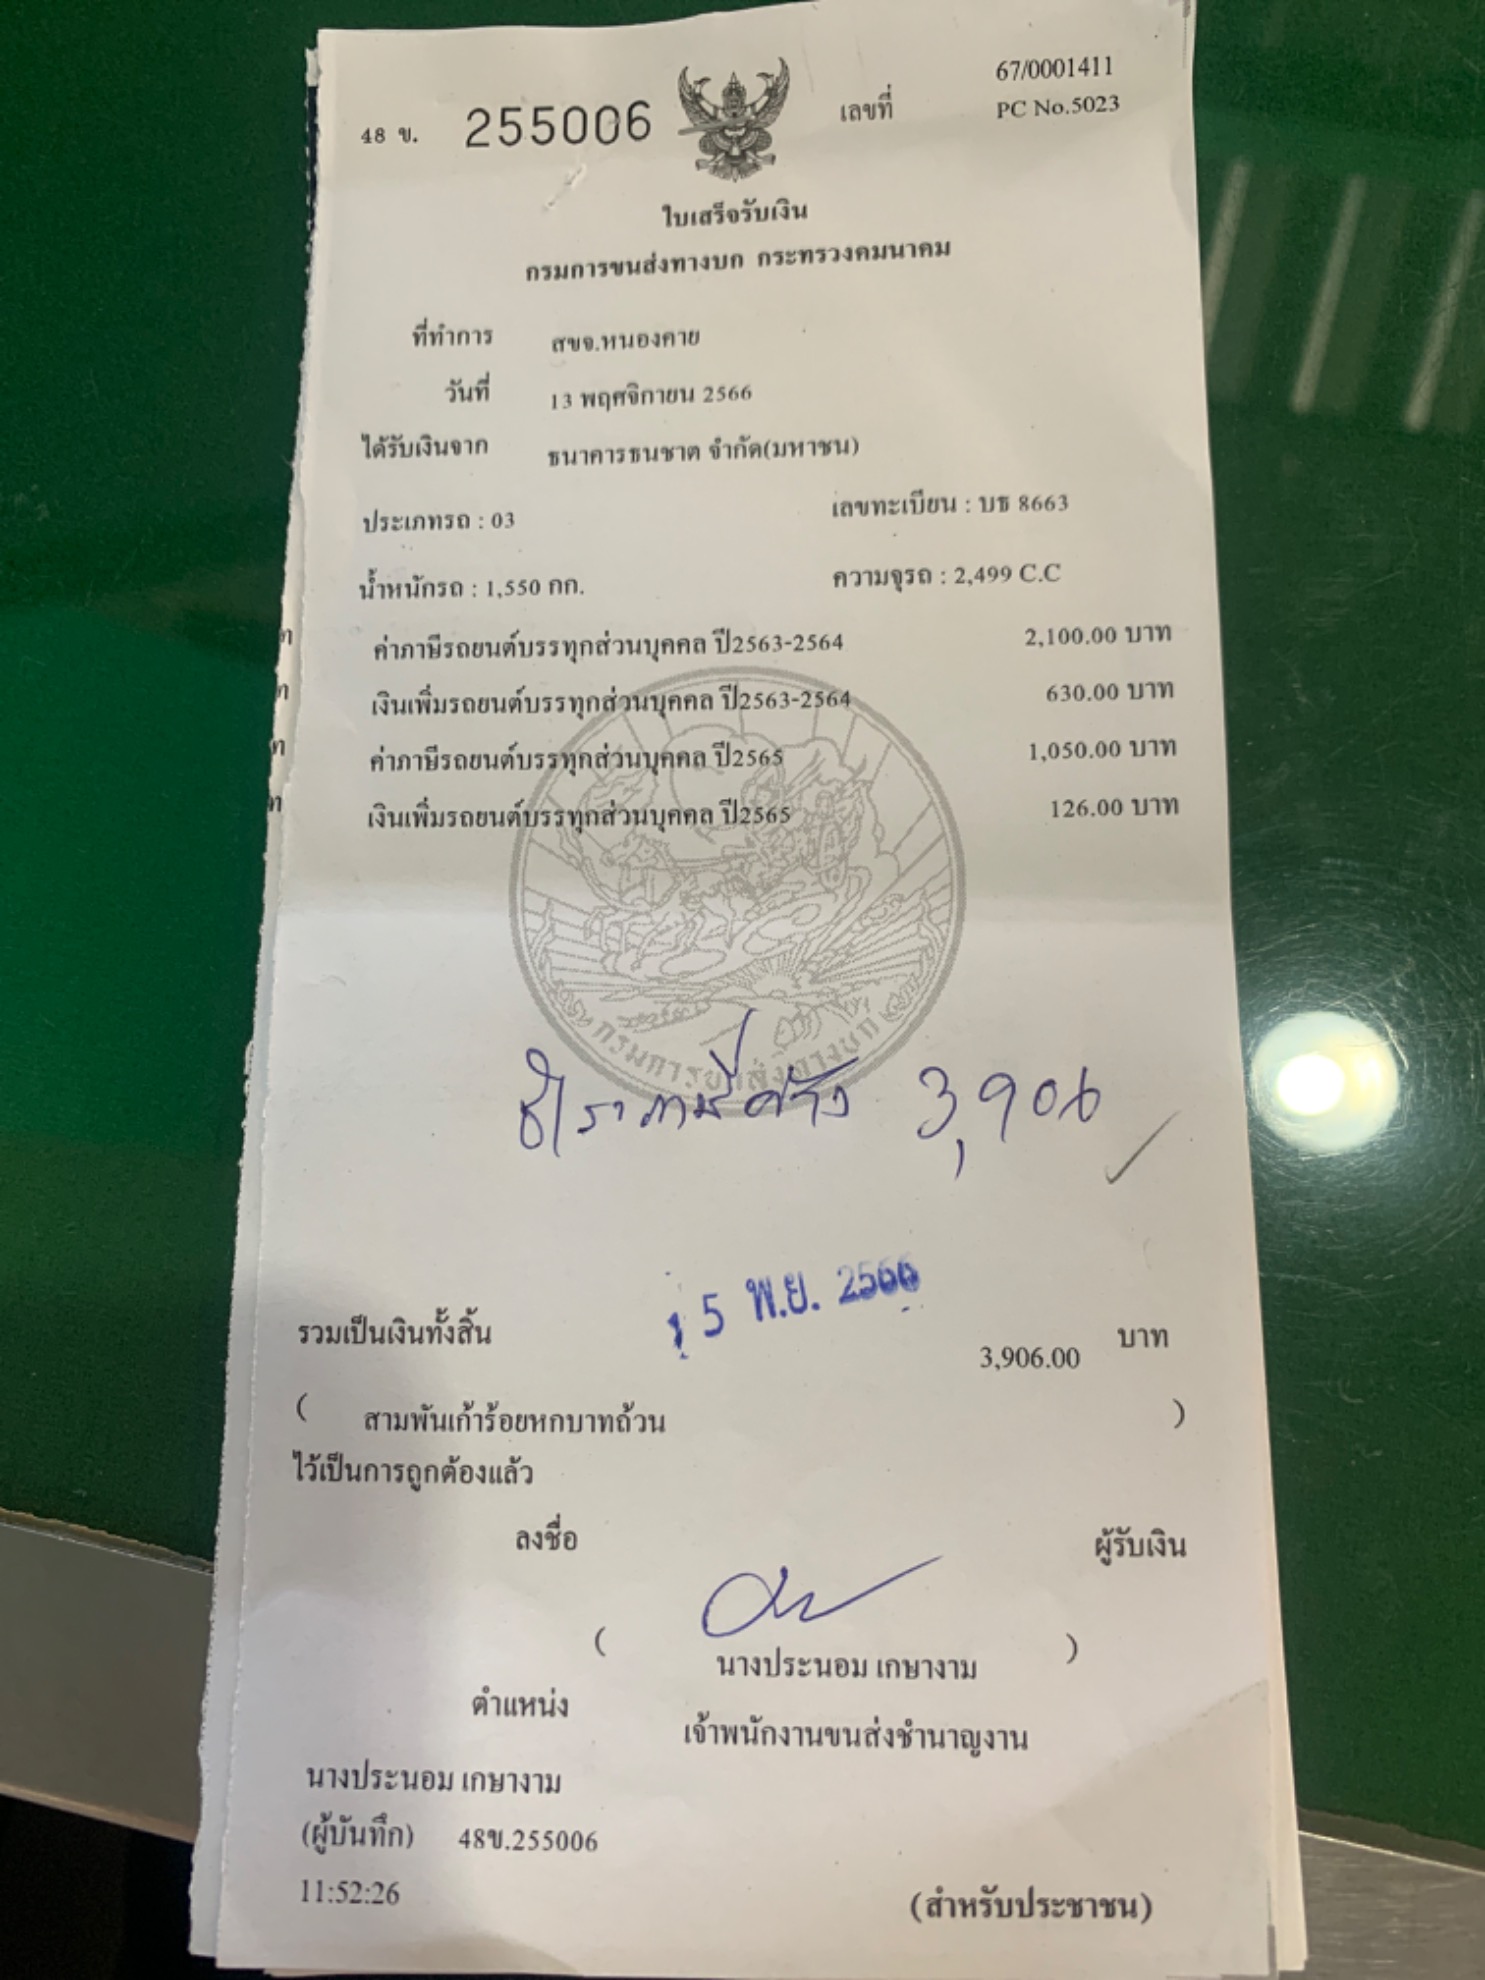 48 ข. 255006 เลขที่ 67/0001411
PC No.5023
ใบเสร็จรับเงิน
กรมการขนส่งทางบก กระทรวงคมนาคม
ที่ทำการ สขจ.หนองคาย
วันที่ 13 พฤศจิกายน 2566
ได้รับเงินจาก ธนาคารธนชาต จำกัด(มหาชน)
ประเภทรถ : 03 เลขทะเบียน : บธ 8663
น้ำหนักรถ : 1,550 กก. ความจุรถ : 2,499 C.C
ค่าภาษีรถยนต์บรรทุกส่วนบุคคล ปี2563-2564 2,100.00 บาท
เงินเพิ่มรถยนต์บรรทุกส่วนบุคคล ปี2563-2564 630.00 บาท
ค่าภาษีรถยนต์บรรทุกส่วนบุคคล ปี2565 1,050.00 บาท
เงินเพิ่มรถยนต์บรรทุกส่วนบุคคล ปี2565 126.00 บาท
กรมการขนส่งทางบก
ชำระภาษีค้าง 3,906
15 พ.ย. 2566
รวมเป็นเงินทั้งสิ้น 3,906.00 บาท
( สามพันเก้าร้อยหกบาทถ้วน )
ไว้เป็นการถูกต้องแล้ว
ลงชื่อ ผู้รับเงิน
( นางประนอม เกษางาม )
ตำแหน่ง เจ้าพนักงานขนส่งชำนาญงาน
นางประนอม เกษางาม
(ผู้บันทึก) 48ข.255006
11:52:26 (สำหรับประชาชน)